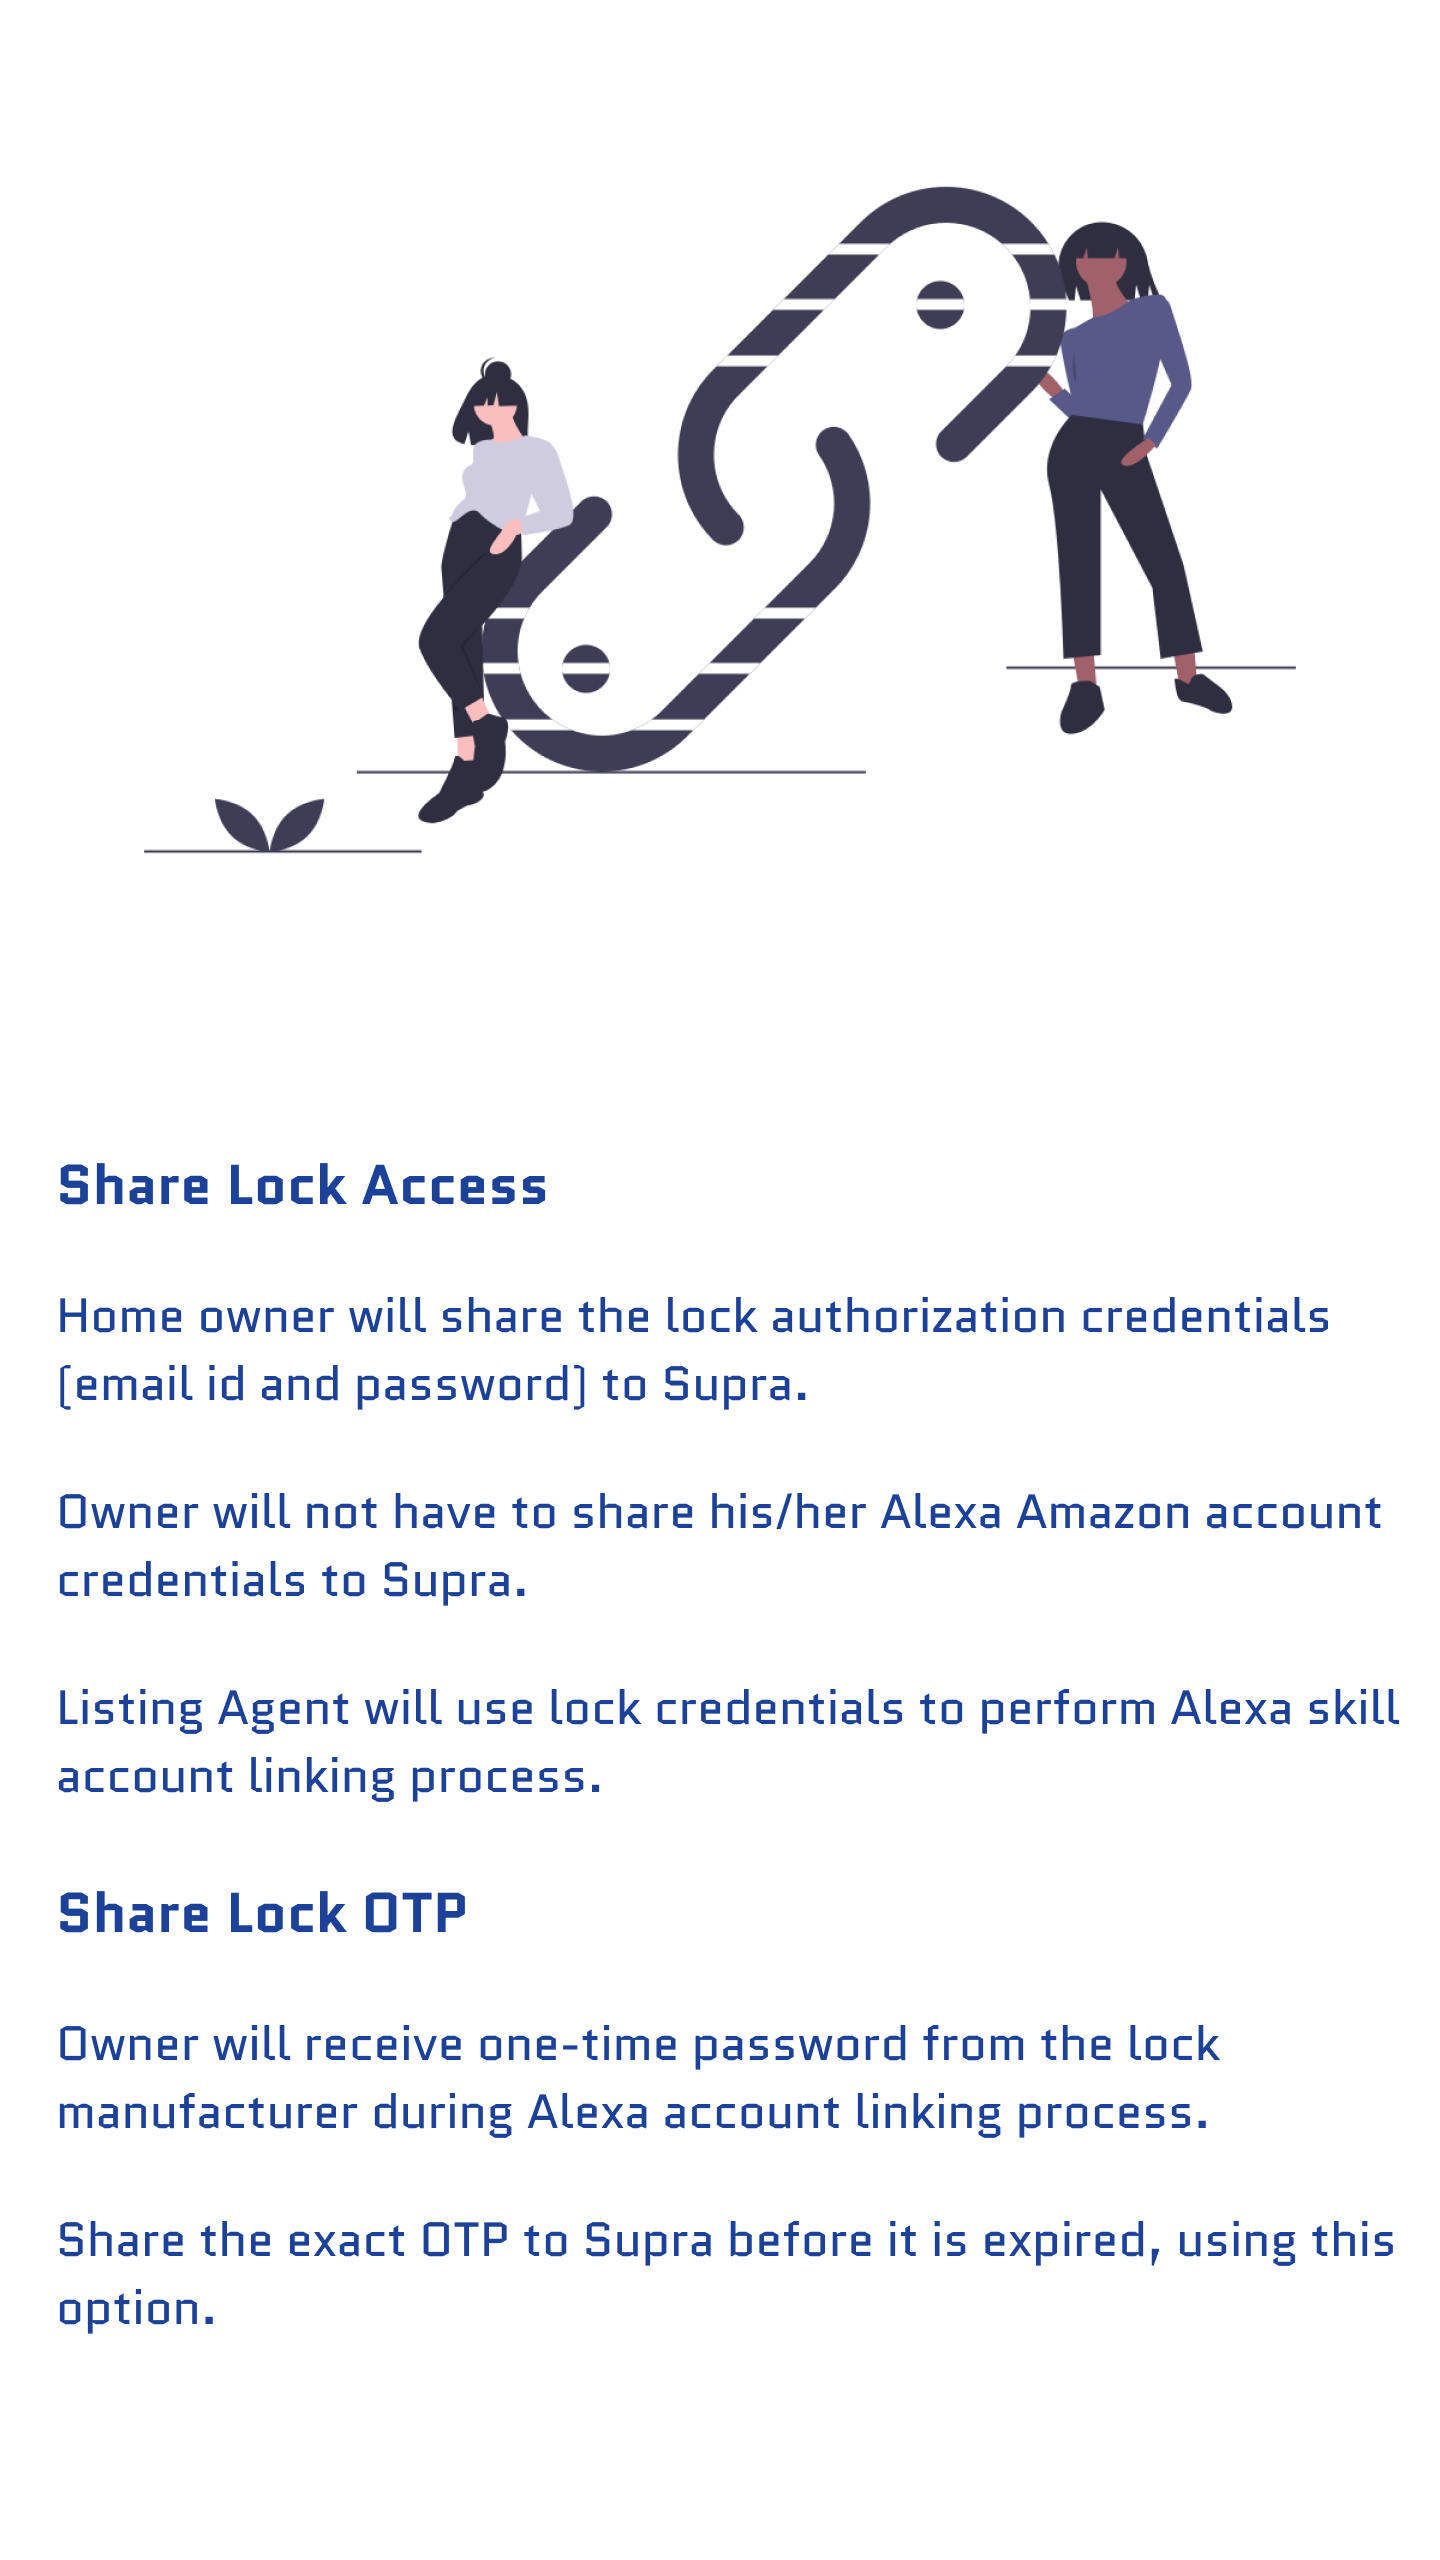 Share Lock Access
Home owner will share the lock authorization credentials
(email id and password) to Supra.
Owner will not have to share his/her Alexa Amazon account
credentials to Supra.
Listing Agent will use lock credentials to perform Alexa skill
account linking process.
Share Lock OTP
Owner will receive one-time password from the lock
manufacturer during Alexa account linking process.
Share the exact OTP to Supra before it is expired, using this
option.